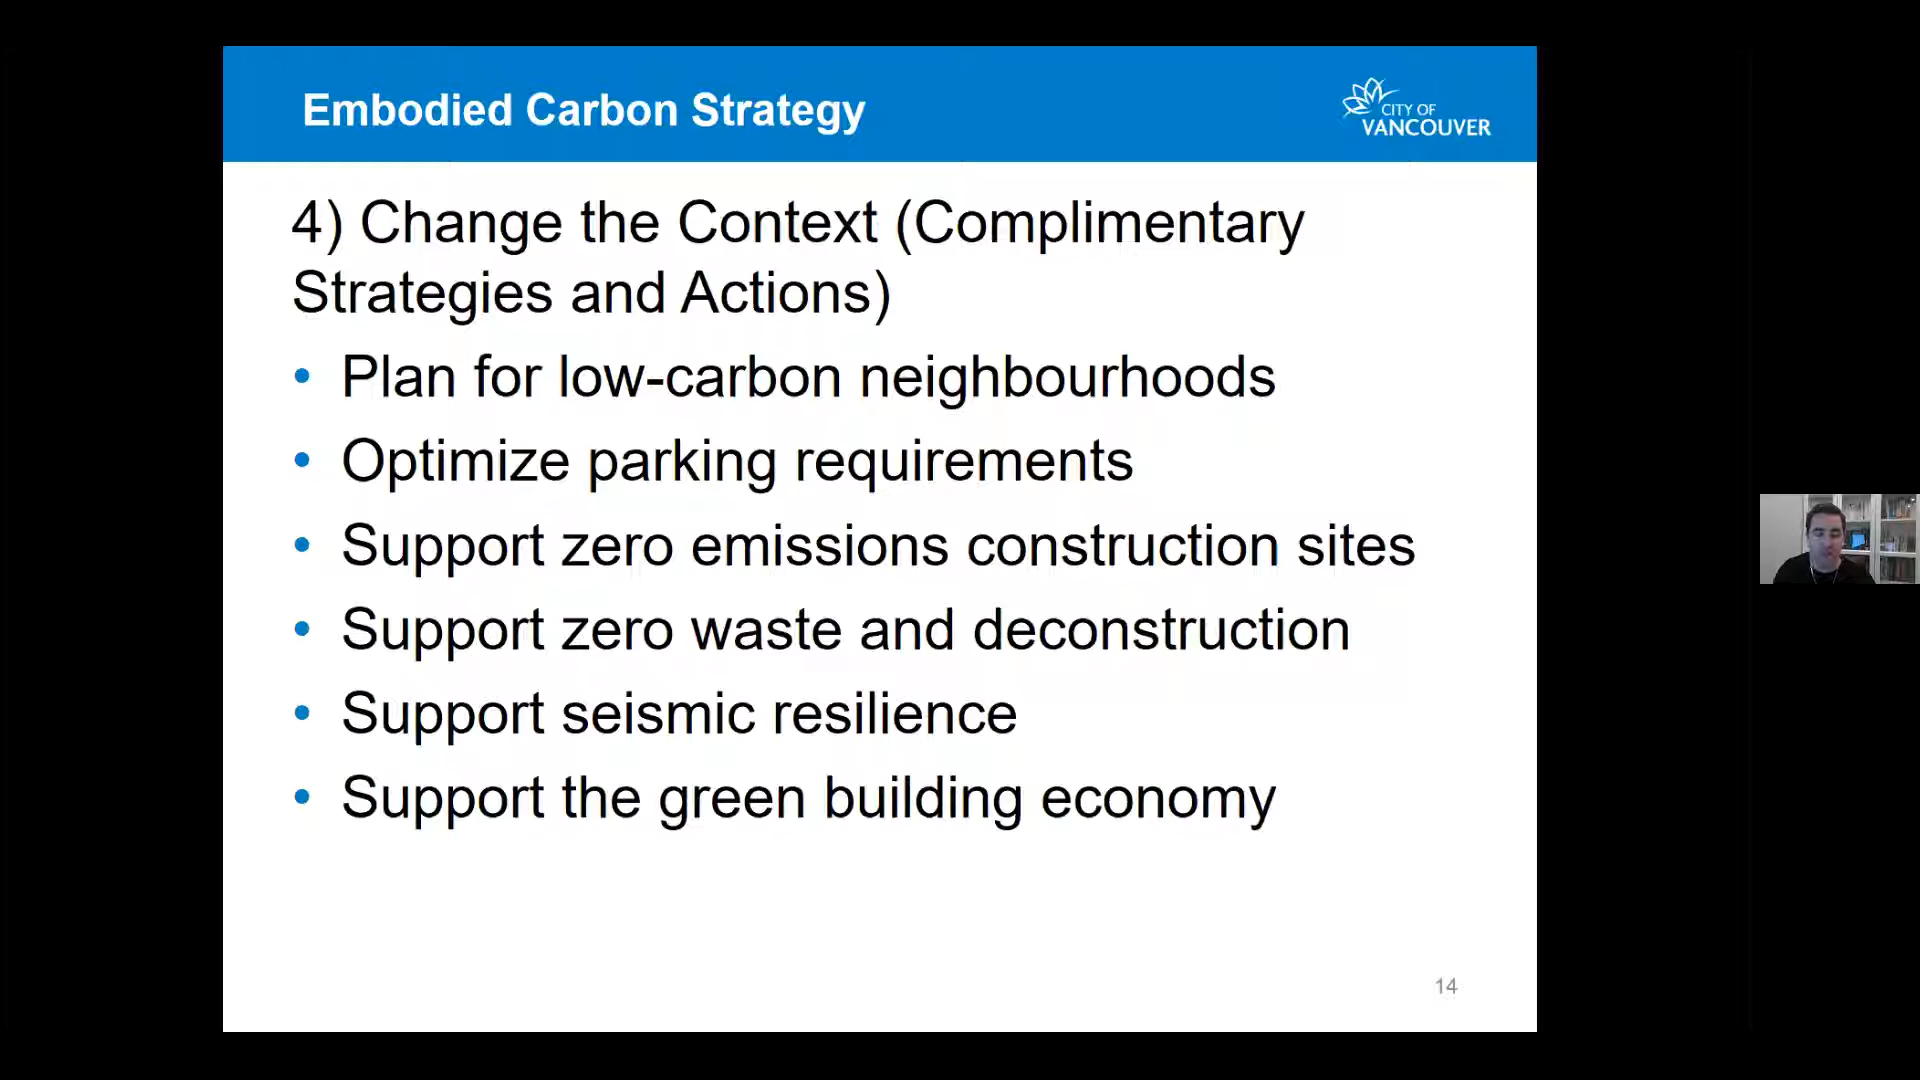 Embodied Carbon Strategy
CITY OF
VANCOUVER
4) Change the Context (Complimentary
Strategies and Actions)
• Plan for low-carbon neighbourhoods
• Optimize parking requirements
• Support zero emissions construction sites
• Support zero waste and deconstruction
• Support seismic resilience
• Support the green building economy
14